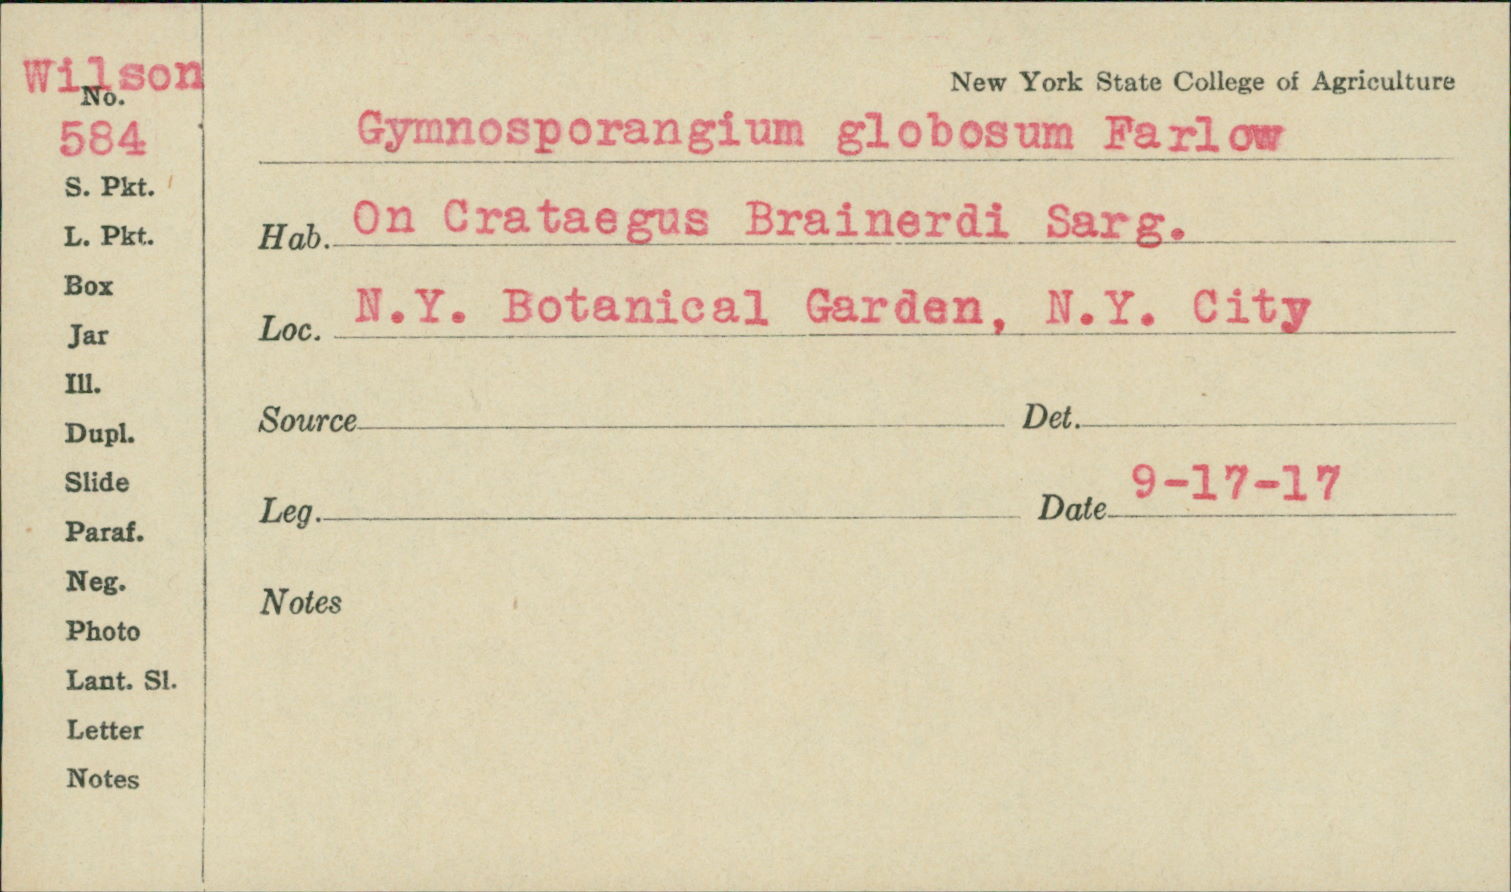 Wilson
No.
584
S. Pkt.
L. Pkt.
Box
Jar
Ill.
Dupl.
Slide
Paraf.
Neg.
Photo
Lant. Sl.
Letter
Notes
New York State College of Agriculture
Gymnosporangium globosum Farlow
Hab. On Crataegus Brainerdi Sarg.
Loc. N.Y. Botanical Garden, N.Y. City
Source Det.
Leg. Date 9-17-17
Notes